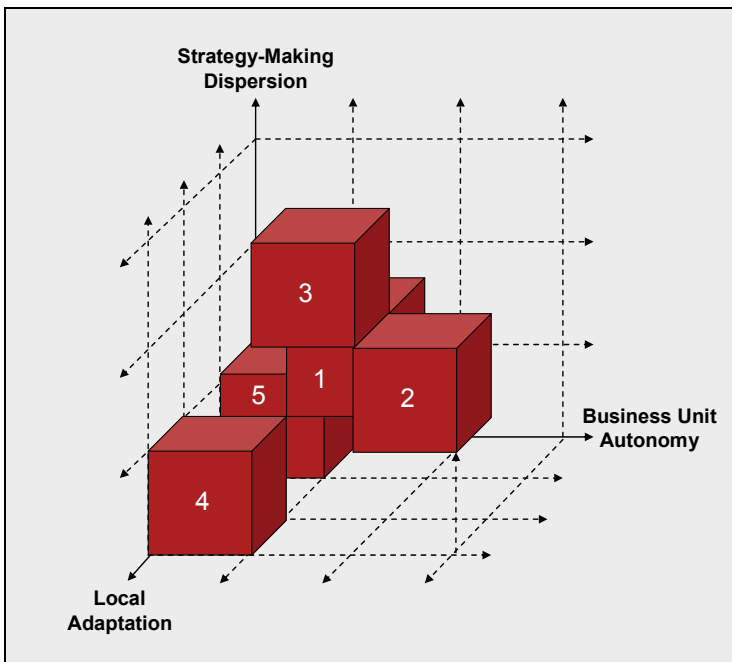 Strategy-Making
Dispersion
3
1
5
2
4
Business Unit
Autonomy
Local
Adaptation